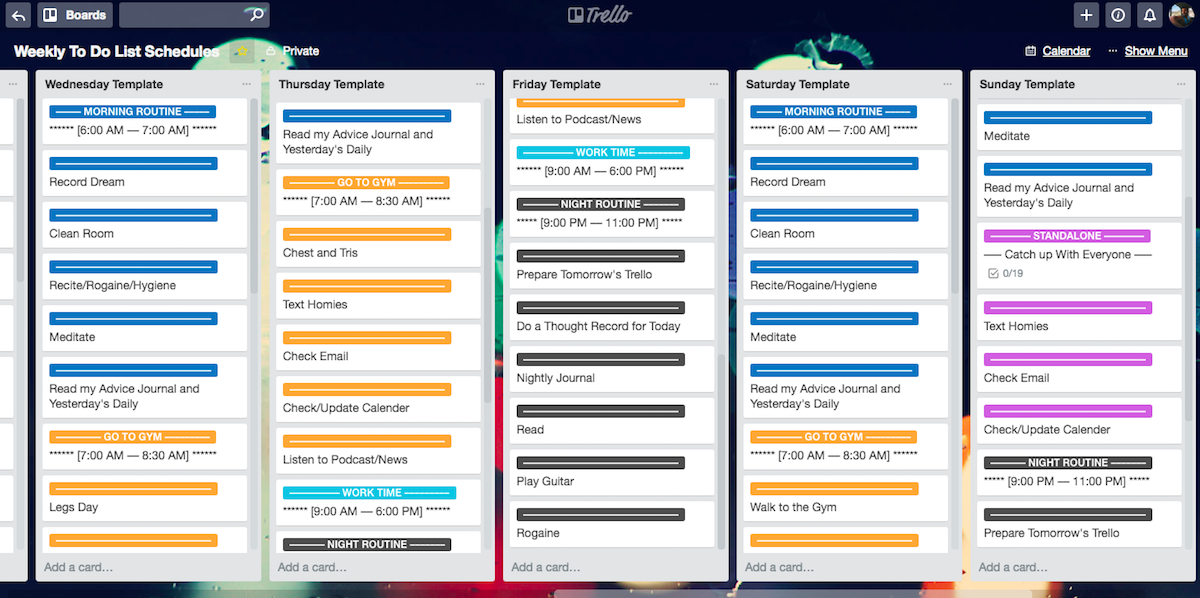 Boards
Trello
Weekly To Do List Schedules
Private
Calendar
··· Show Menu
···
Wednesday Template ···
MORNING ROUTINE
****** [6:00 AM — 7:00 AM] ******
Record Dream
Clean Room
Recite/Rogaine/Hygiene
Meditate
Read my Advice Journal and
Yesterday's Daily
GO TO GYM
****** [7:00 AM — 8:30 AM] ******
Legs Day
Add a card…
Thursday Template ···
Read my Advice Journal and
Yesterday's Daily
GO TO GYM
****** [7:00 AM — 8:30 AM] ******
Chest and Tris
Text Homies
Check Email
Check/Update Calender
Listen to Podcast/News
WORK TIME
****** [9:00 AM — 6:00 PM] ******
NIGHT ROUTINE
Add a card…
Friday Template ···
Listen to Podcast/News
WORK TIME
****** [9:00 AM — 6:00 PM] ******
NIGHT ROUTINE
***** [9:00 PM — 11:00 PM] *****
Prepare Tomorrow's Trello
Do a Thought Record for Today
Nightly Journal
Read
Play Guitar
Rogaine
Add a card…
Saturday Template ···
MORNING ROUTINE
****** [6:00 AM — 7:00 AM] ******
Record Dream
Clean Room
Recite/Rogaine/Hygiene
Meditate
Read my Advice Journal and
Yesterday's Daily
GO TO GYM
****** [7:00 AM — 8:30 AM] ******
Walk to the Gym
Add a card…
Sunday Template ···
Meditate
Read my Advice Journal and
Yesterday's Daily
STANDALONE
—– Catch up With Everyone —–
0/19
Text Homies
Check Email
Check/Update Calender
NIGHT ROUTINE
***** [9:00 PM — 11:00 PM] *****
Prepare Tomorrow's Trello
Add a card…